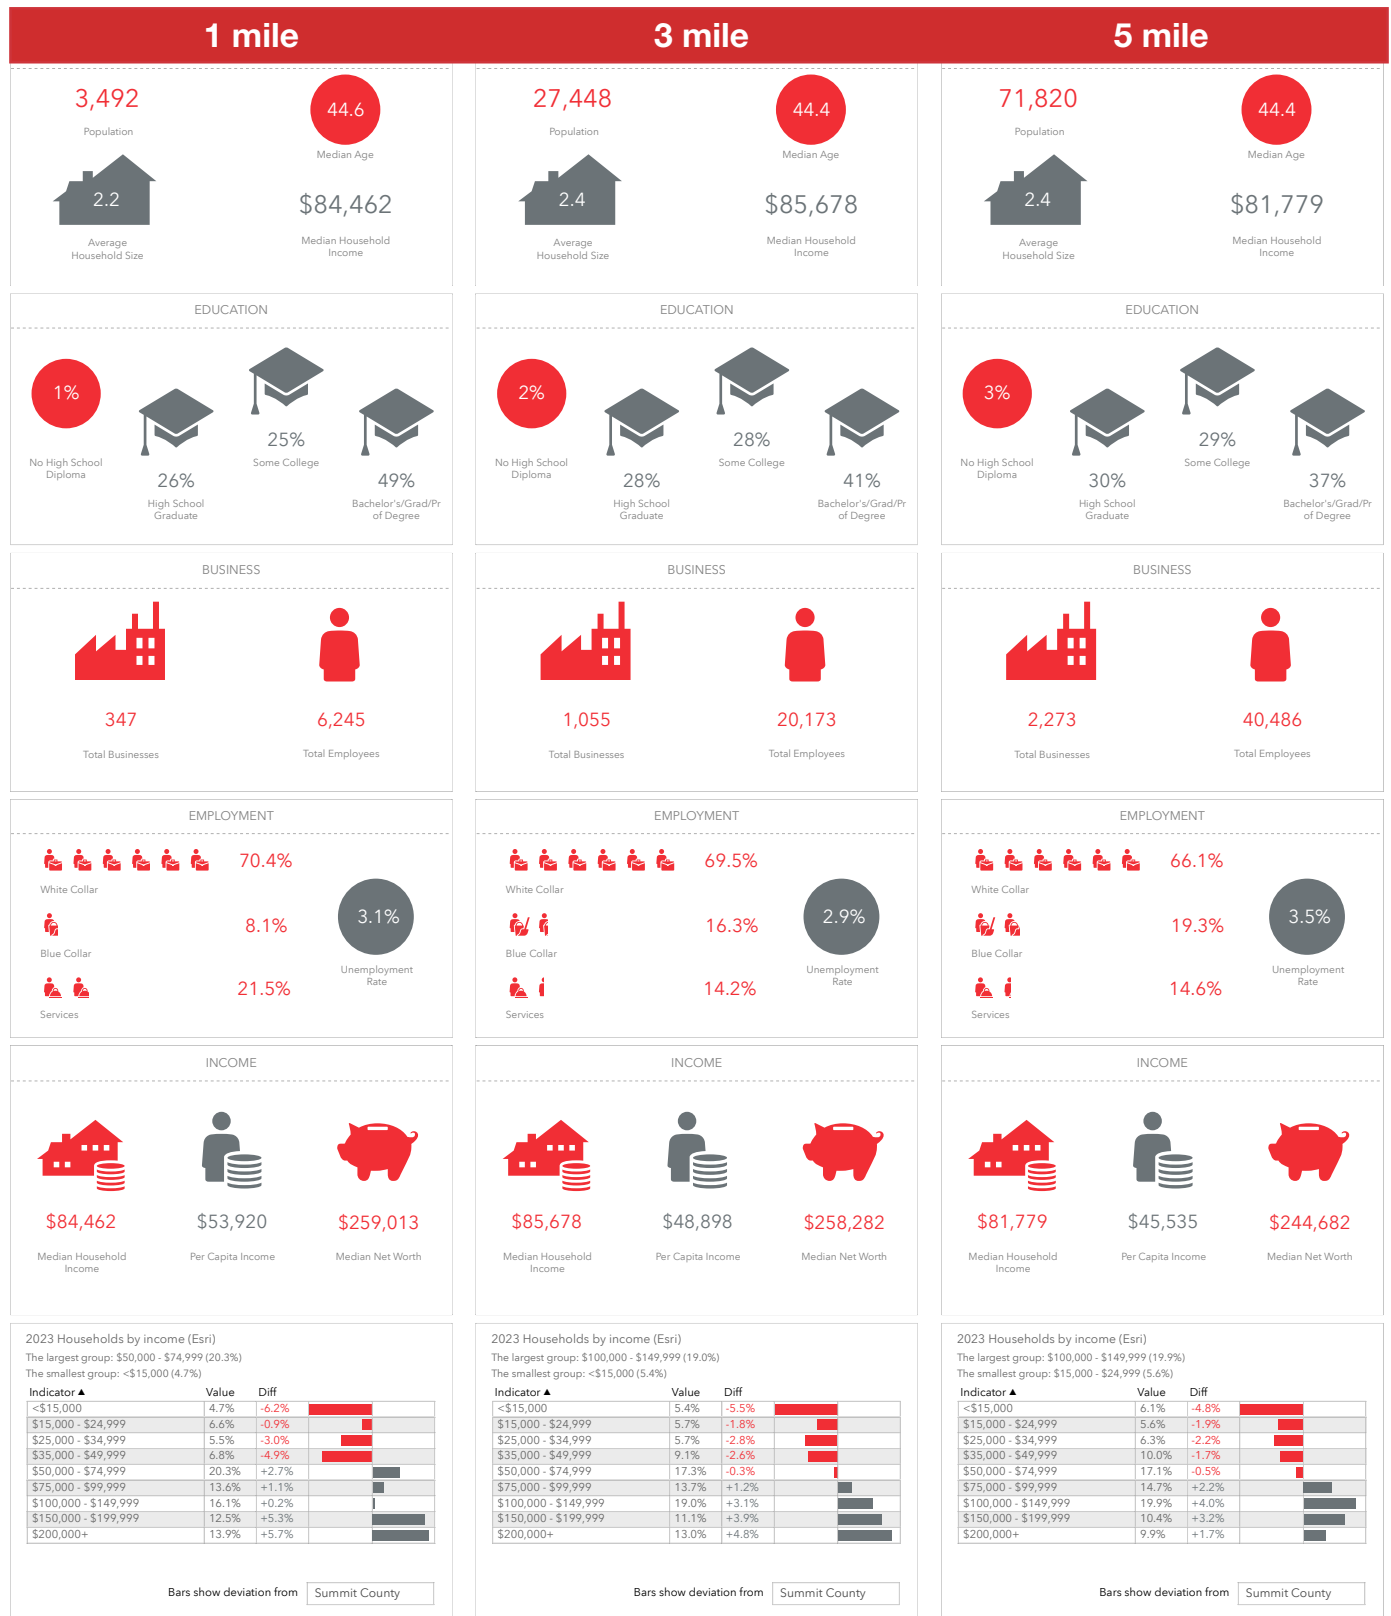 1 mile
3 mile
5 mile
3,492
Population
44.6
Median Age
2.2
Average
Household Size
$84,462
Median Household
Income
27,448
Population
44.4
Median Age
2.4
Average
Household Size
$85,678
Median Household
Income
71,820
Population
44.4
Median Age
2.4
Average
Household Size
$81,779
Median Household
Income
EDUCATION
1%
No High School
Diploma
26%
High School
Graduate
25%
Some College
49%
Bachelor's/Grad/Pr
of Degree
EDUCATION
2%
No High School
Diploma
28%
High School
Graduate
28%
Some College
41%
Bachelor's/Grad/Pr
of Degree
EDUCATION
3%
No High School
Diploma
30%
High School
Graduate
29%
Some College
37%
Bachelor's/Grad/Pr
of Degree
BUSINESS
347
Total Businesses
6,245
Total Employees
BUSINESS
1,055
Total Businesses
20,173
Total Employees
BUSINESS
2,273
Total Businesses
40,486
Total Employees
EMPLOYMENT
70.4%
White Collar
8.1%
Blue Collar
21.5%
Services
3.1%
Unemployment
Rate
EMPLOYMENT
69.5%
White Collar
16.3%
Blue Collar
14.2%
Services
2.9%
Unemployment
Rate
EMPLOYMENT
66.1%
White Collar
19.3%
Blue Collar
14.6%
Services
3.5%
Unemployment
Rate
INCOME
$84,462
Median Household
Income
$53,920
Per Capita Income
$259,013
Median Net Worth
INCOME
$85,678
Median Household
Income
$48,898
Per Capita Income
$258,282
Median Net Worth
INCOME
$81,779
Median Household
Income
$45,535
Per Capita Income
$244,682
Median Net Worth
2023 Households by income (Esri)
The largest group: $50,000 - $74,999 (20.3%)
The smallest group: <$15,000 (4.7%)
Indicator ▲ Value Diff
<$15,000 4.7% -6.2%
$15,000 - $24,999 6.6% -0.9%
$25,000 - $34,999 5.5% -3.0%
$35,000 - $49,999 6.8% -4.9%
$50,000 - $74,999 20.3% +2.7%
$75,000 - $99,999 13.6% +1.1%
$100,000 - $149,999 16.1% +0.2%
$150,000 - $199,999 12.5% +5.3%
$200,000+ 13.9% +5.7%
Bars show deviation from Summit County
2023 Households by income (Esri)
The largest group: $100,000 - $149,999 (19.0%)
The smallest group: <$15,000 (5.4%)
Indicator ▲ Value Diff
<$15,000 5.4% -5.5%
$15,000 - $24,999 5.7% -1.8%
$25,000 - $34,999 5.7% -2.8%
$35,000 - $49,999 9.1% -2.6%
$50,000 - $74,999 17.3% -0.3%
$75,000 - $99,999 13.7% +1.2%
$100,000 - $149,999 19.0% +3.1%
$150,000 - $199,999 11.1% +3.9%
$200,000+ 13.0% +4.8%
Bars show deviation from Summit County
2023 Households by income (Esri)
The largest group: $100,000 - $149,999 (19.9%)
The smallest group: $15,000 - $24,999 (5.6%)
Indicator ▲ Value Diff
<$15,000 6.1% -4.8%
$15,000 - $24,999 5.6% -1.9%
$25,000 - $34,999 6.3% -2.2%
$35,000 - $49,999 10.0% -1.7%
$50,000 - $74,999 17.1% -0.5%
$75,000 - $99,999 14.7% +2.2%
$100,000 - $149,999 19.9% +4.0%
$150,000 - $199,999 10.4% +3.2%
$200,000+ 9.9% +1.7%
Bars show deviation from Summit County